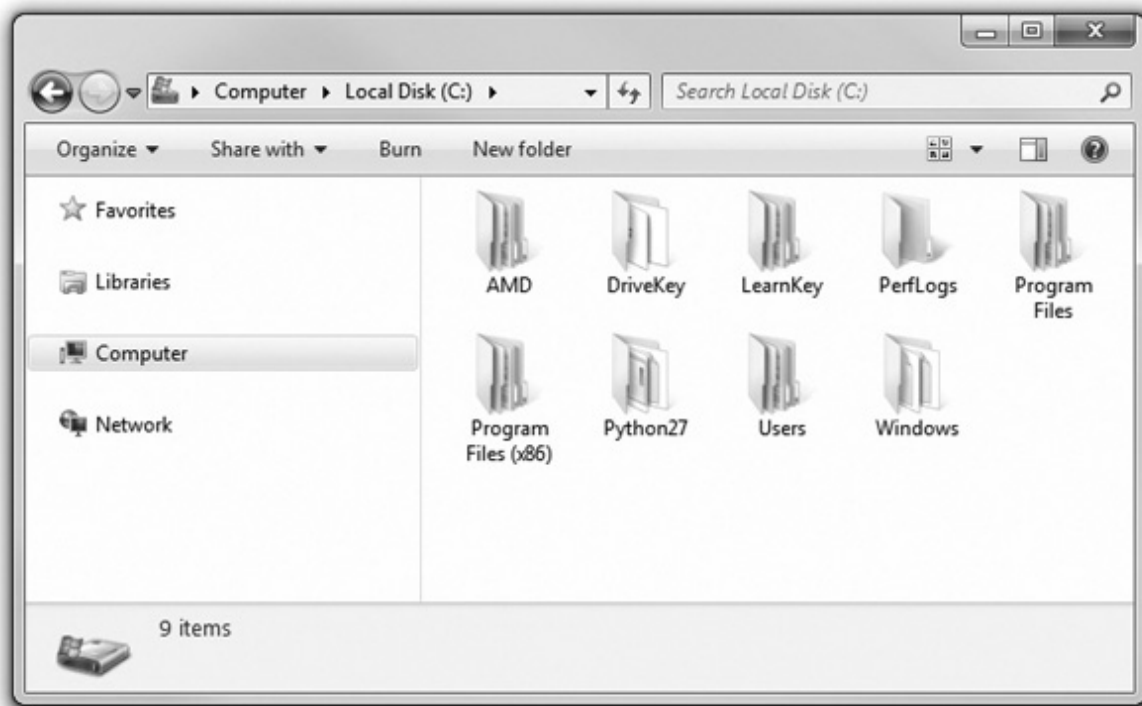 Computer Local Disk (C:) Search Local Disk (C:)
Organize Share with Burn New folder
Favorites
Libraries
Computer
Network
AMD DriveKey LearnKey PerfLogs Program Files
Program Files (x86) Python27 Users Windows
9 items